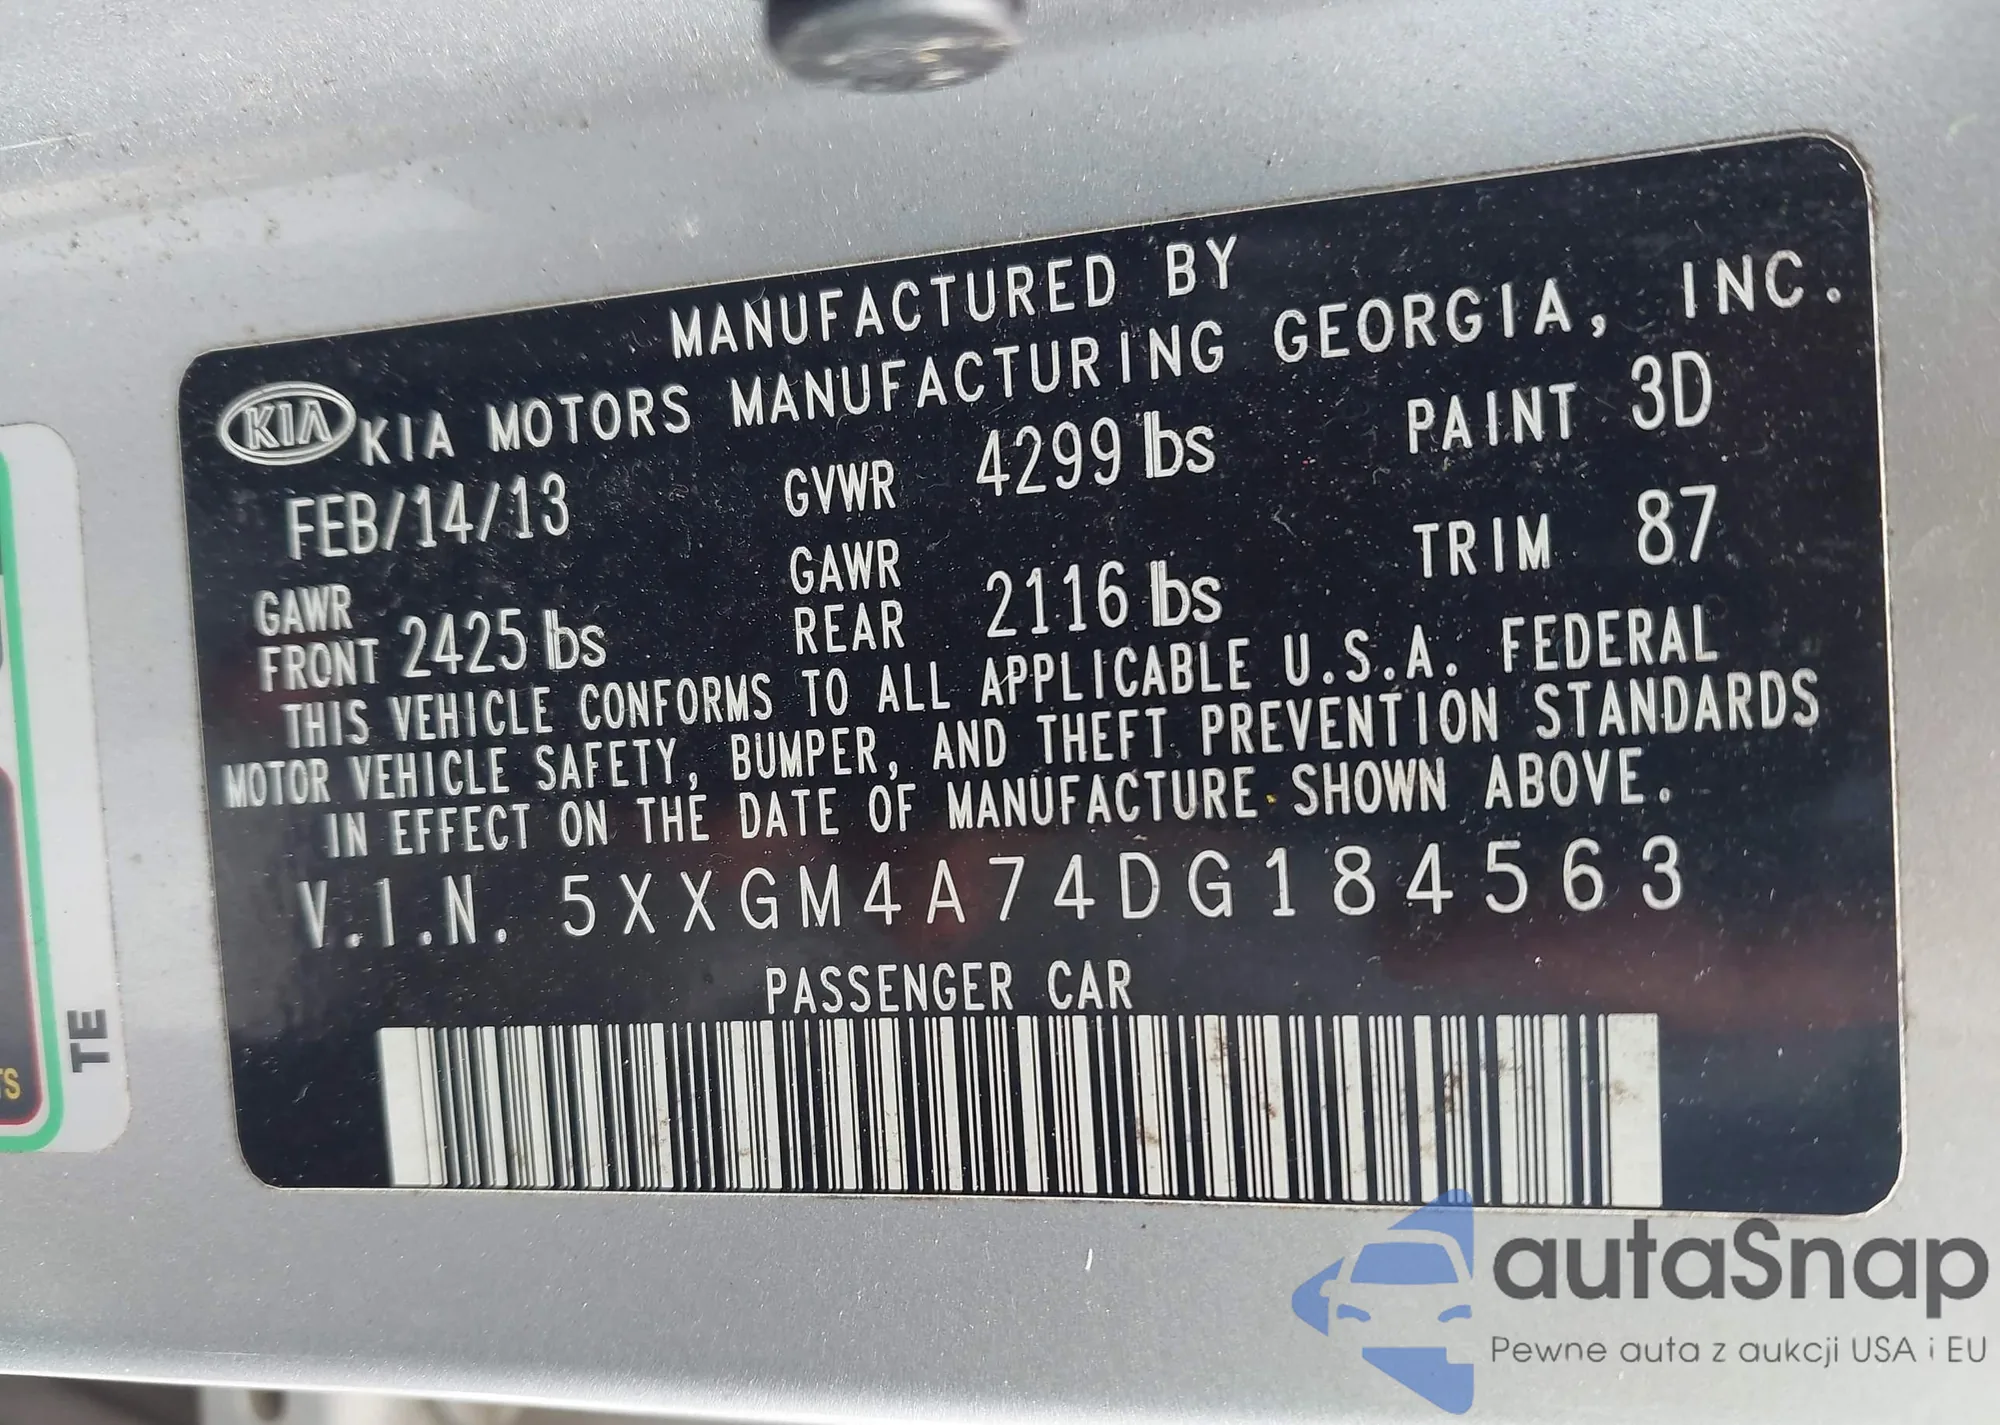 MANUFACTURED BY
KIA KIA MOTORS MANUFACTURING GEORGIA, INC.
FEB/14/13 GVWR 4299 lbs PAINT 3D
GAWR FRONT 2425 lbs GAWR REAR 2116 lbs TRIM 87
THIS VEHICLE CONFORMS TO ALL APPLICABLE U.S.A. FEDERAL
MOTOR VEHICLE SAFETY, BUMPER, AND THEFT PREVENTION STANDARDS
IN EFFECT ON THE DATE OF MANUFACTURE SHOWN ABOVE.
V.I.N. 5XXGM4A74DG184563
PASSENGER CAR
TE
TS
autaSnap
Pewne auta z aukcji USA i EU